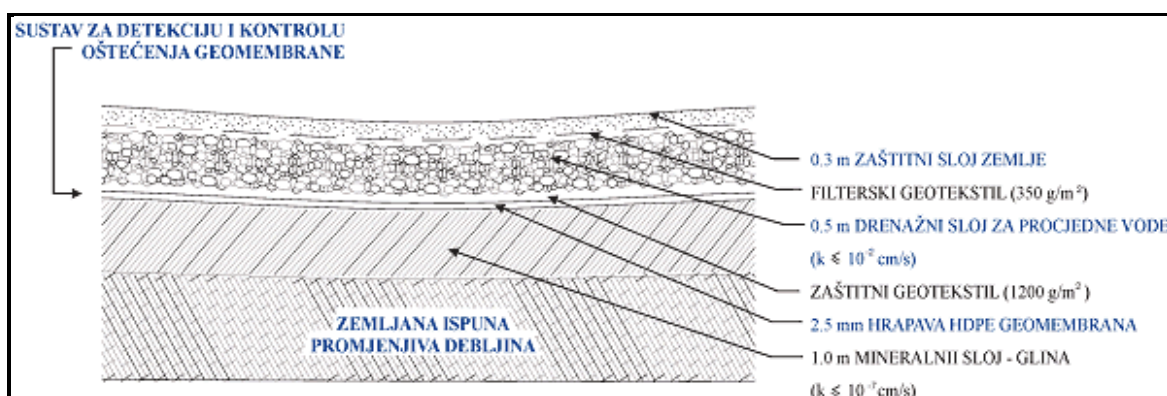 SUSTAV ZA DETEKCIJU I KONTROLU
OŠTEĆENJA GEOMEMBRANE
0.3 m ZAŠTITNI SLOJ ZEMLJE
FILTERSKI GEOTEKSTIL (350 g/m²)
0.5 m DRENAŽNI SLOJ ZA PROCJEDNE VODE
(k ≤ 10⁻² cm/s)
ZAŠTITNI GEOTEKSTIL (1200 g/m²)
2.5 mm HRAPAVA HDPE GEOMEMBRANA
1.0 m MINERALNII SLOJ - GLINA
(k ≤ 10⁻⁷ cm/s)
ZEMLJANA ISPUNA
PROMJENJIVA DEBLJINA